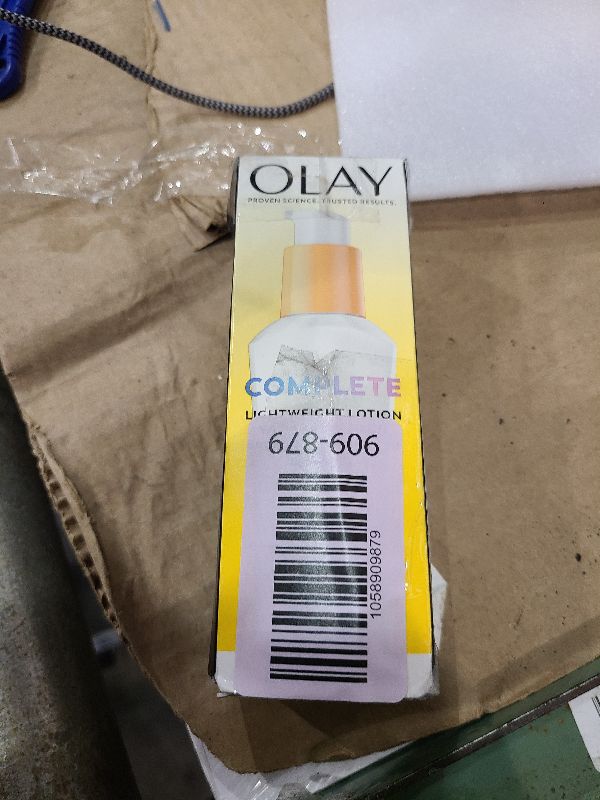 OLAY
PROVEN SCIENCE. TRUSTED RESULTS.
COMPLETE
LIGHTWEIGHT LOTION
909-879
1058909879